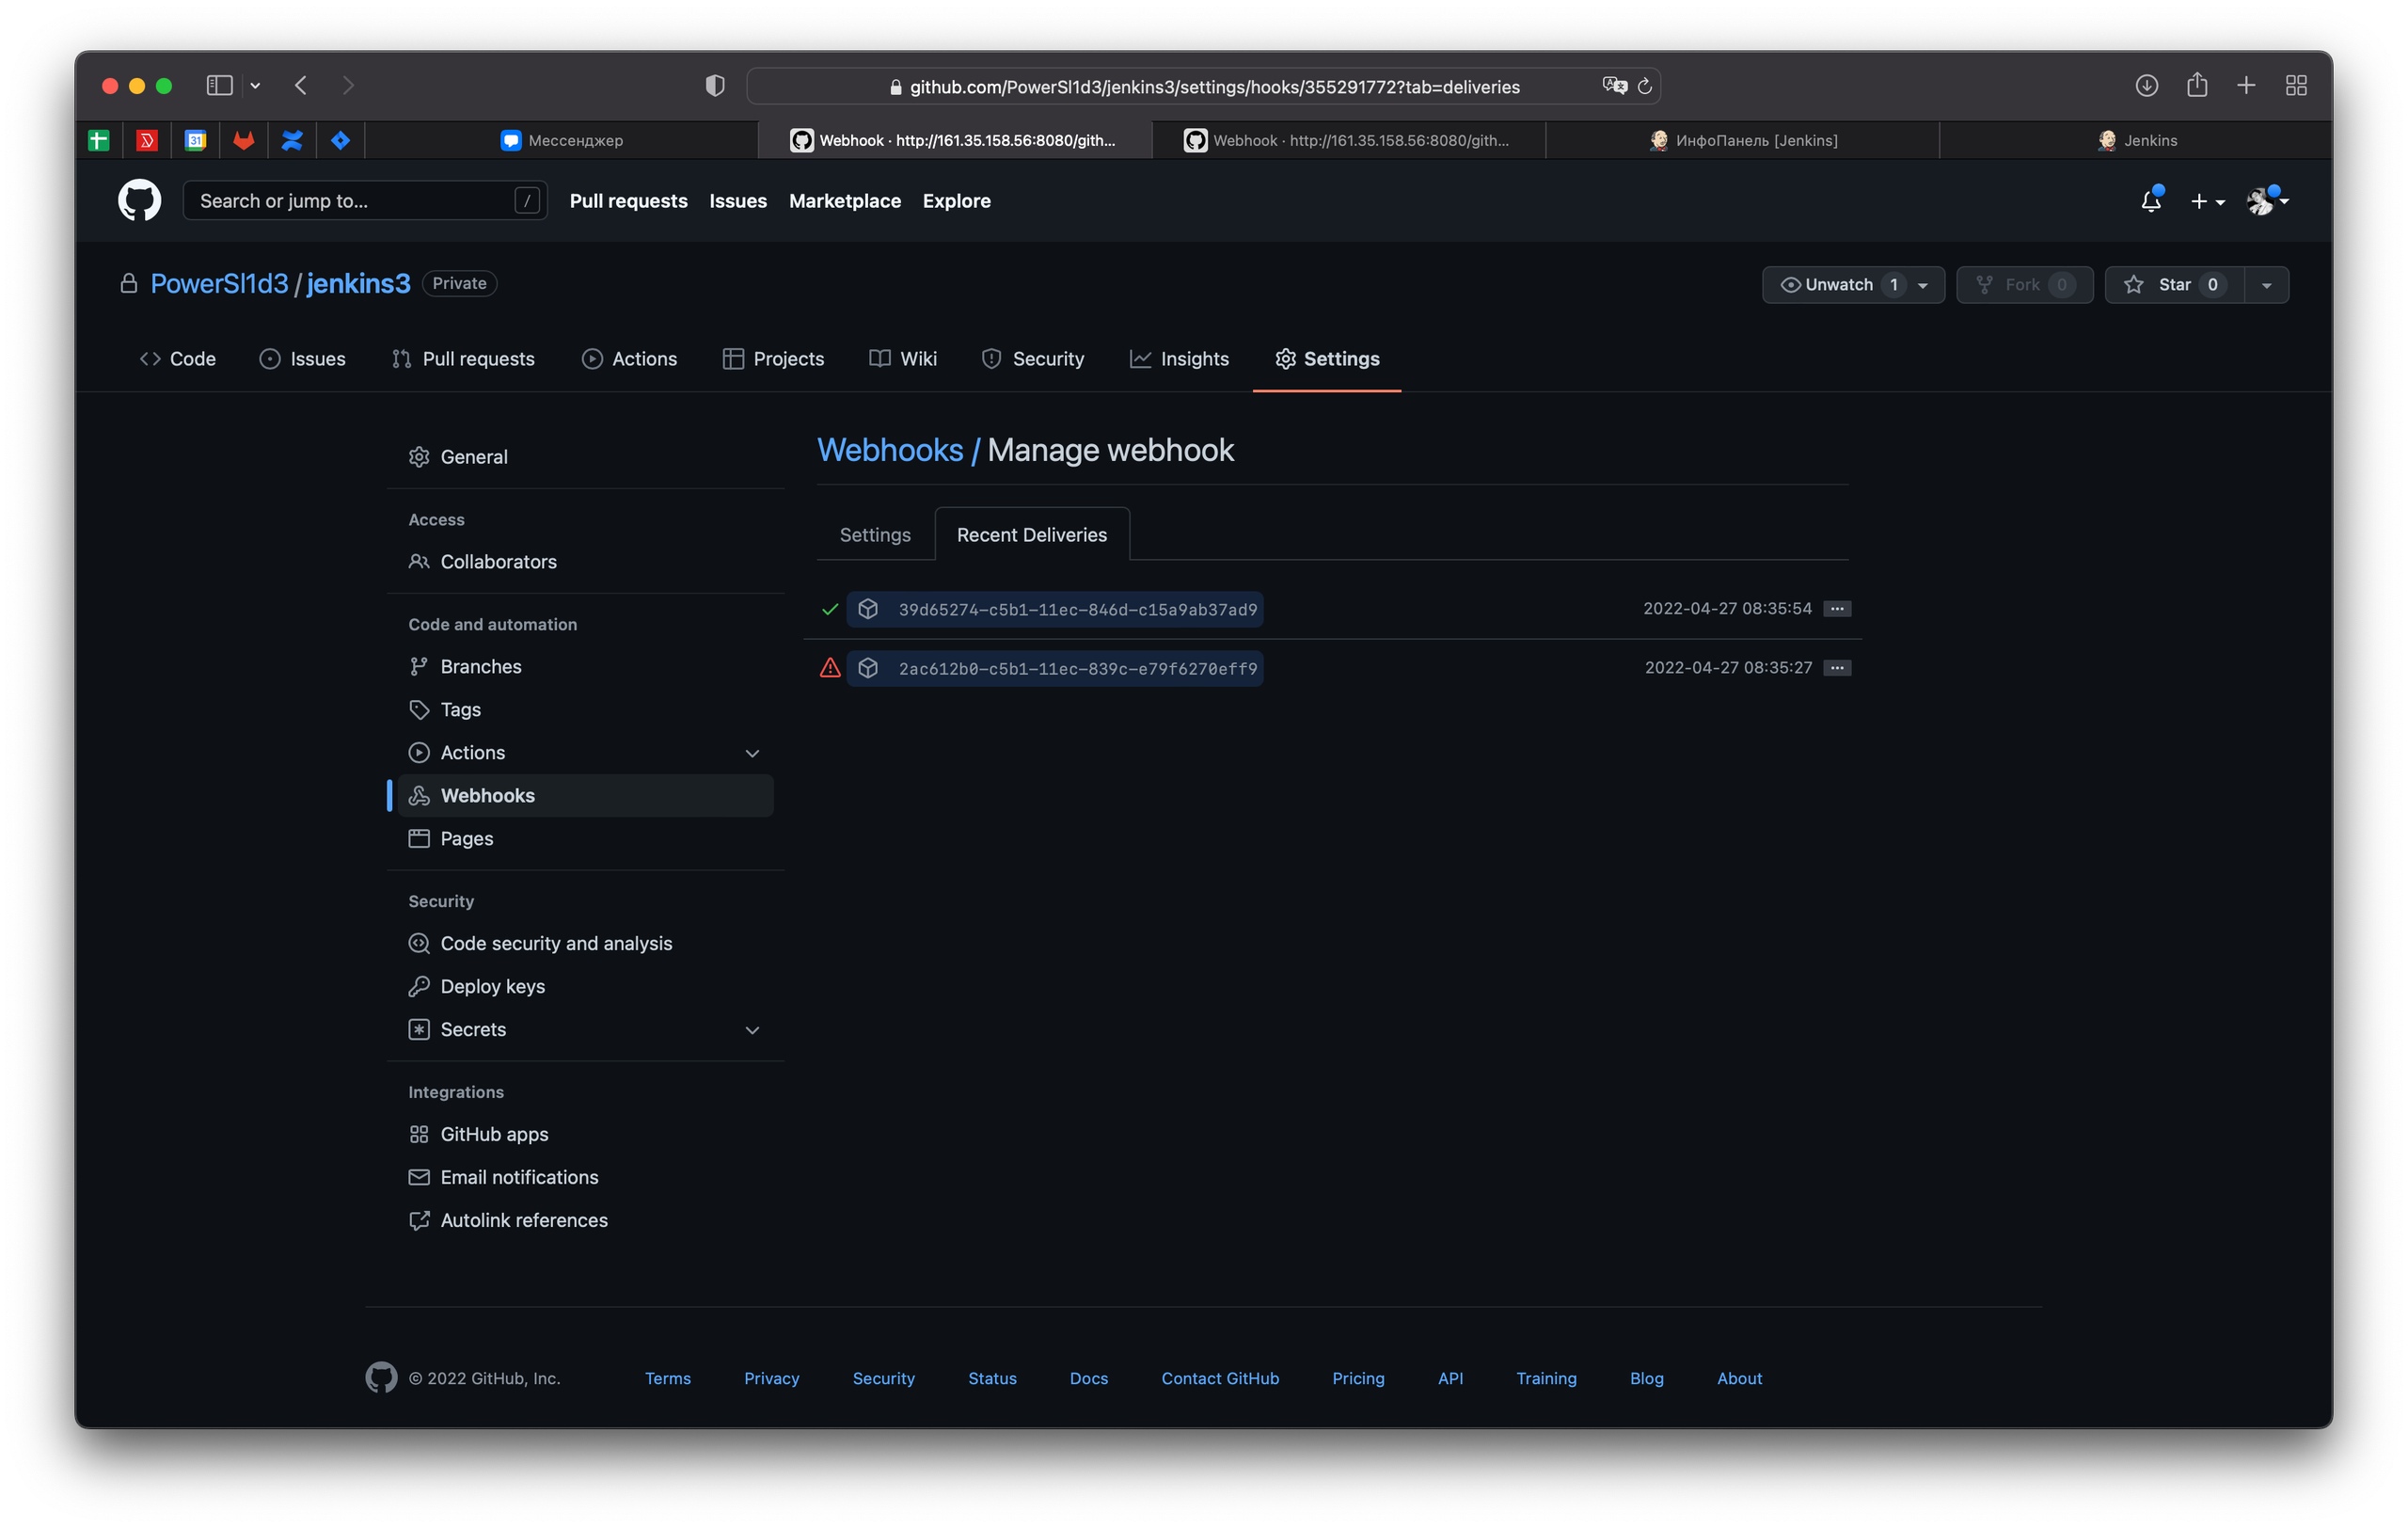 github.com/PowerSl1d3/jenkins3/settings/hooks/355291772?tab=deliveries
31
Мессенджер
Webhook · http://161.35.158.56:8080/gith...
Webhook · http://161.35.158.56:8080/gith...
ИнфоПанель [Jenkins]
Jenkins
Search or jump to...
/
Pull requests
Issues
Marketplace
Explore
PowerSl1d3 / jenkins3
Private
Unwatch 1
Fork 0
Star 0
Code
Issues
Pull requests
Actions
Projects
Wiki
Security
Insights
Settings
General
Access
Collaborators
Code and automation
Branches
Tags
Actions
Webhooks
Pages
Security
Code security and analysis
Deploy keys
Secrets
Integrations
GitHub apps
Email notifications
Autolink references
Webhooks / Manage webhook
Settings
Recent Deliveries
39d65274-c5b1-11ec-846d-c15a9ab37ad9
2022-04-27 08:35:54
2ac612b0-c5b1-11ec-839c-e79f6270eff9
2022-04-27 08:35:27
© 2022 GitHub, Inc.
Terms
Privacy
Security
Status
Docs
Contact GitHub
Pricing
API
Training
Blog
About